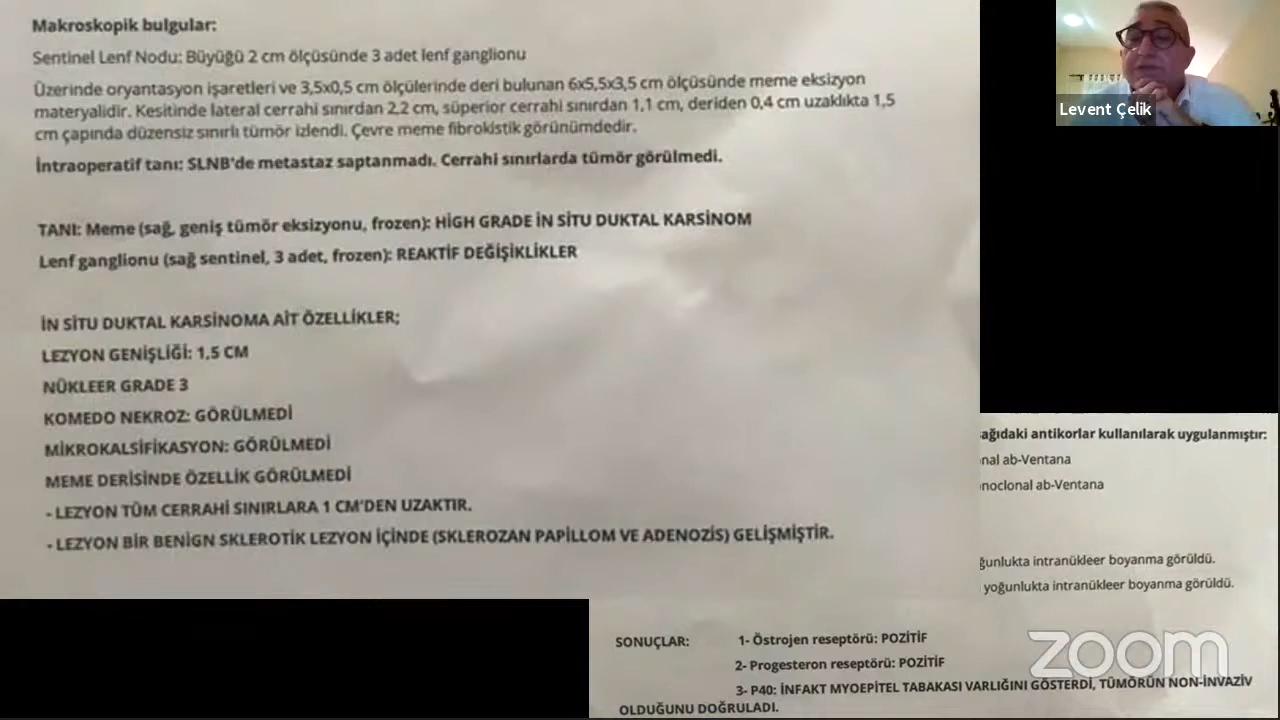 Makroskopik bulgular:
Sentinel Lenf Nodu: Büyüğü 2 cm ölçüsünde 3 adet lenf ganglionu
Üzerinde oryantasyon işaretleri ve 3,5x0,5 cm ölçülerinde deri bulunan 6x5,5x3,5 cm ölçüsünde meme eksizyon
materyalidir. Kesitinde lateral cerrahi sınırdan 2,2 cm, süperior cerrahi sınırdan 1,1 cm, deriden 0,4 cm uzaklıkta 1,5
cm çapında düzensiz sınırlı tümör izlendi. Çevre meme fibrokistik görünümdedir.
İntraoperatif tanı: SLNB'de metastaz saptanmadı. Cerrahi sınırlarda tümör görülmedi.
TANI: Meme (sağ, geniş tümör eksizyonu, frozen): HİGH GRADE İN SİTU DUKTAL KARSİNOM
Lenf ganglionu (sağ sentinel, 3 adet, frozen): REAKTİF DEĞİŞİKLİKLER
İN SİTU DUKTAL KARSİNOMA AİT ÖZELLİKLER;
LEZYON GENİŞLİĞİ: 1,5 CM
NÜKLEER GRADE 3
KOMEDO NEKROZ: GÖRÜLMEDİ
MİKROKALSİFİKASYON: GÖRÜLMEDİ
MEME DERİSİNDE ÖZELLİK GÖRÜLMEDİ
- LEZYON TÜM CERRAHİ SINIRLARA 1 CM'DEN UZAKTIR.
- LEZYON BİR BENİGN SKLEROTİK LEZYON İÇİNDE (SKLEROZAN PAPİLLOM VE ADENOZİS) GELİŞMİŞTİR.
Levent Çelik
ağıdaki antikorlar kullanılarak uygulanmıştır:
nal ab-Ventana
noclonal ab-Ventana
ğunlukta intranükleer boyanma görüldü.
yoğunlukta intranükleer boyanma görüldü.
SONUÇLAR: 1- Östrojen reseptörü: POZİTİF
2- Progesteron reseptörü: POZİTİF
3- P40: İNFAKT MYOEPİTEL TABAKASI VARLIĞINI GÖSTERDİ, TÜMÖRÜN NON-İNVAZİV
OLDUĞUNU DOĞRULADI.
zoom